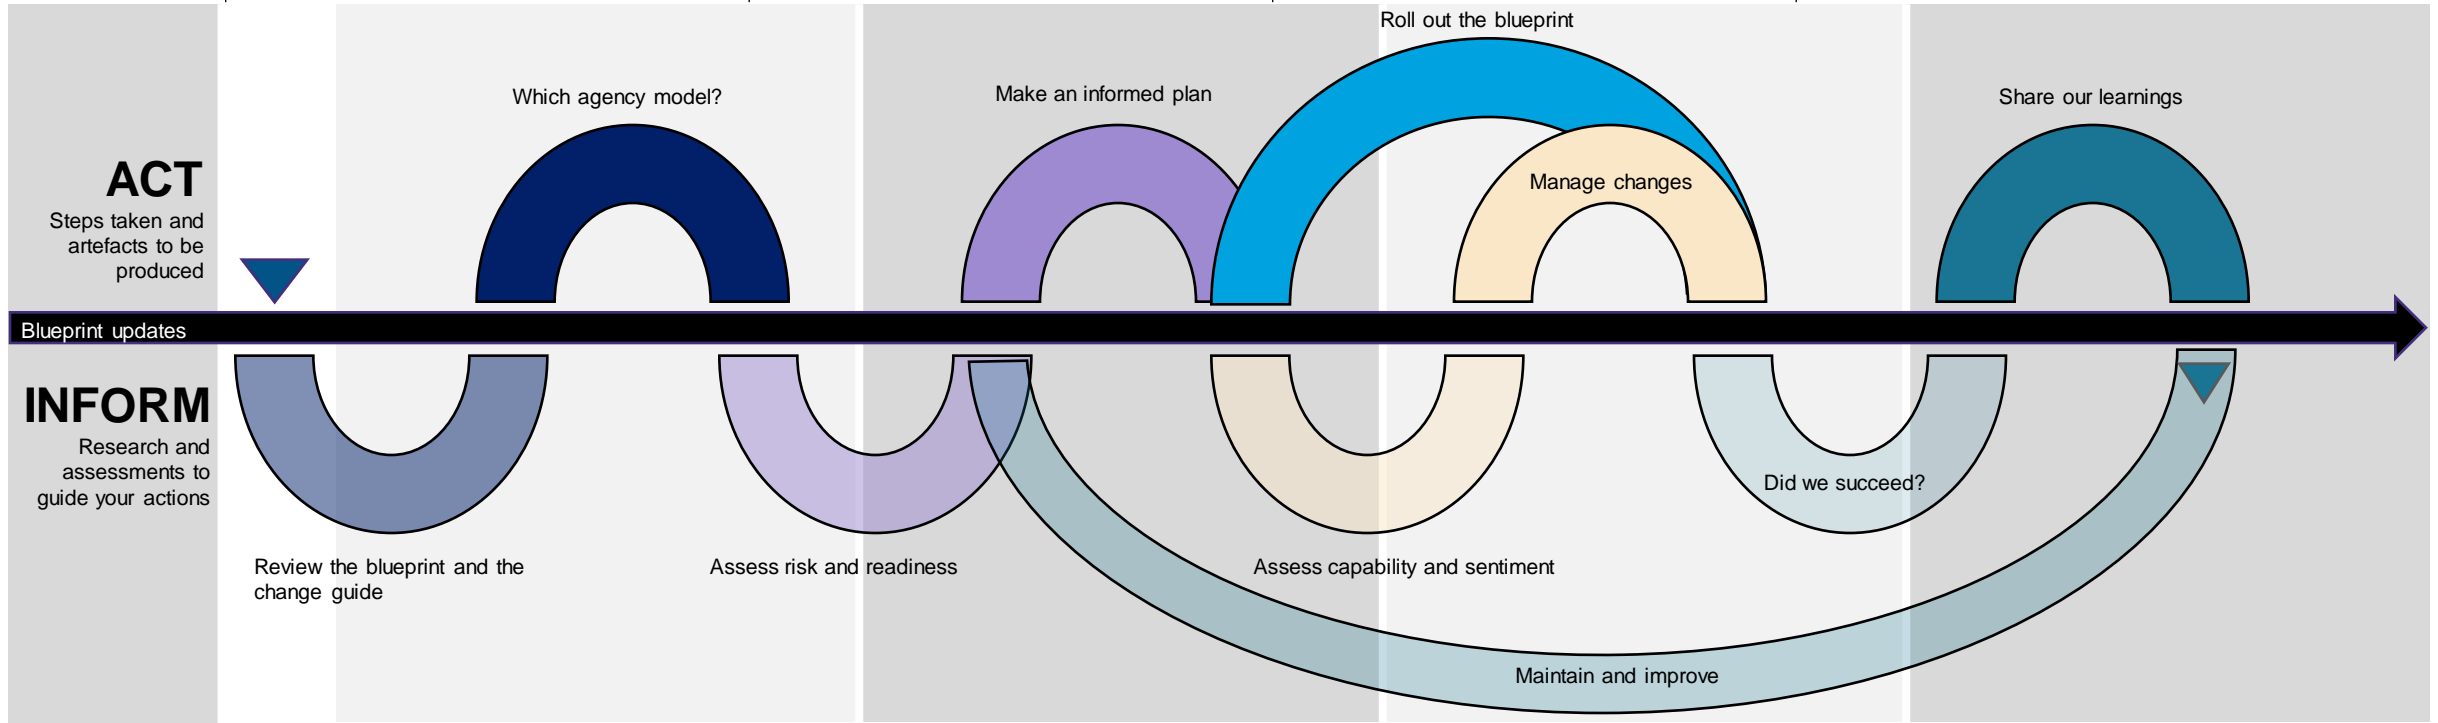 Roll out the blueprint
Which agency model?
Make an informed plan
Share our learnings
ACT
Steps taken and
artefacts to be
produced
Manage changes
Blueprint updates
INFORM
Research and
assessments to
guide your actions
Did we succeed?
Review the blueprint and the
change guide
Assess risk and readiness
Assess capability and sentiment
Maintain and improve